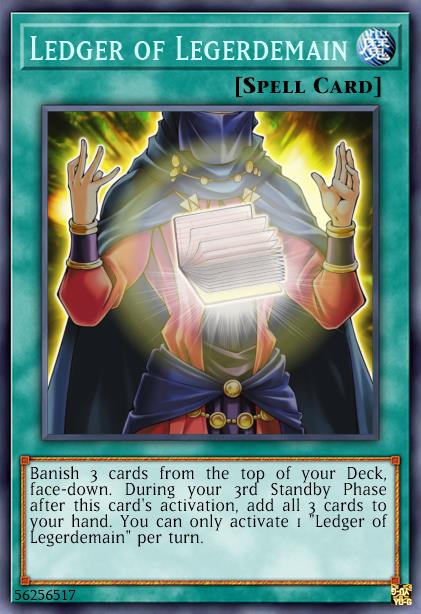 Ledger of Legerdemain 魔
[Spell Card]
Banish 3 cards from the top of your Deck,
face-down. During your 3rd Standby Phase
after this card's activation, add all 3 cards to
your hand. You can only activate 1 "Ledger of
Legerdemain" per turn.
56256517